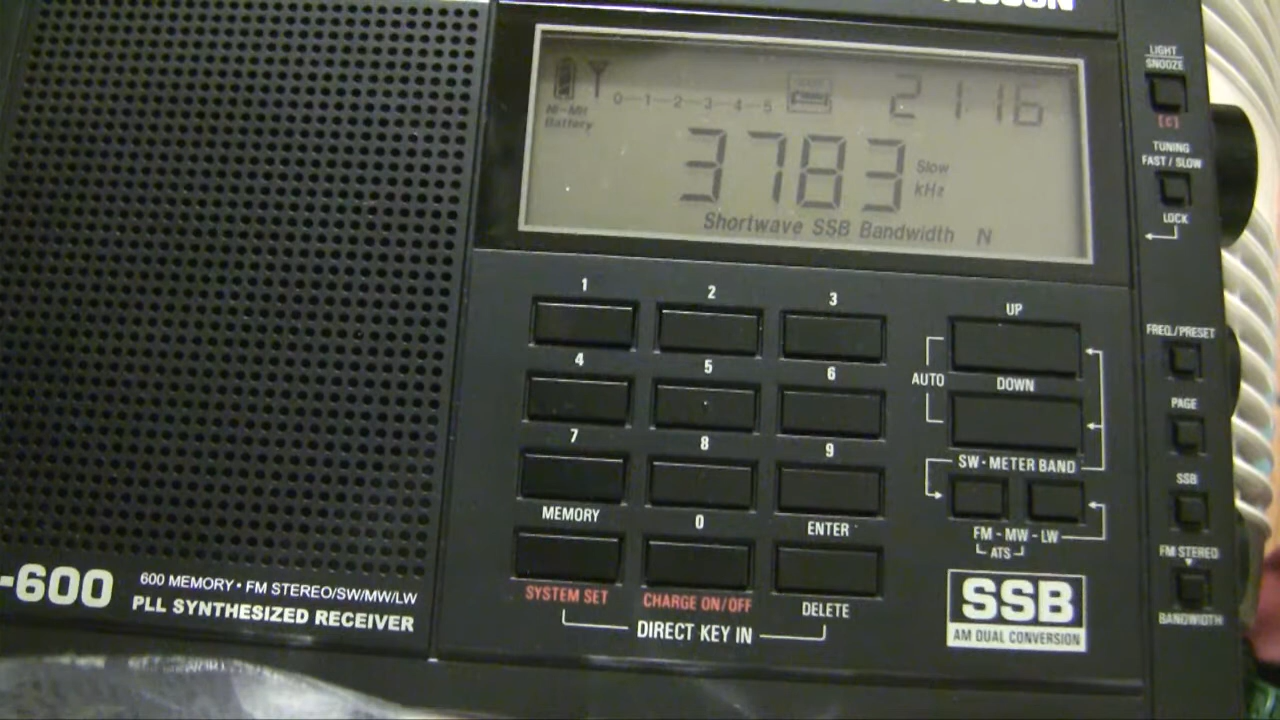 LIGHT
SNOOZE
[C]
TUNING
FAST / SLOW
LOCK
0 1 2 3 4 5
21:16
Ni-MH
Battery
3783
Slow
kHz
Shortwave SSB Bandwidth N
1 2 3
4 5 6
7 8 9
MEMORY 0 ENTER
SYSTEM SET CHARGE ON/OFF DELETE
DIRECT KEY IN
UP
AUTO
DOWN
SW-METER BAND
FM - MW - LW
ATS
SSB
AM DUAL CONVERSION
FREQ./PRESET
PAGE
SSB
FM STEREO
BANDWIDTH
-600
600 MEMORY • FM STEREO/SW/MW/LW
PLL SYNTHESIZED RECEIVER